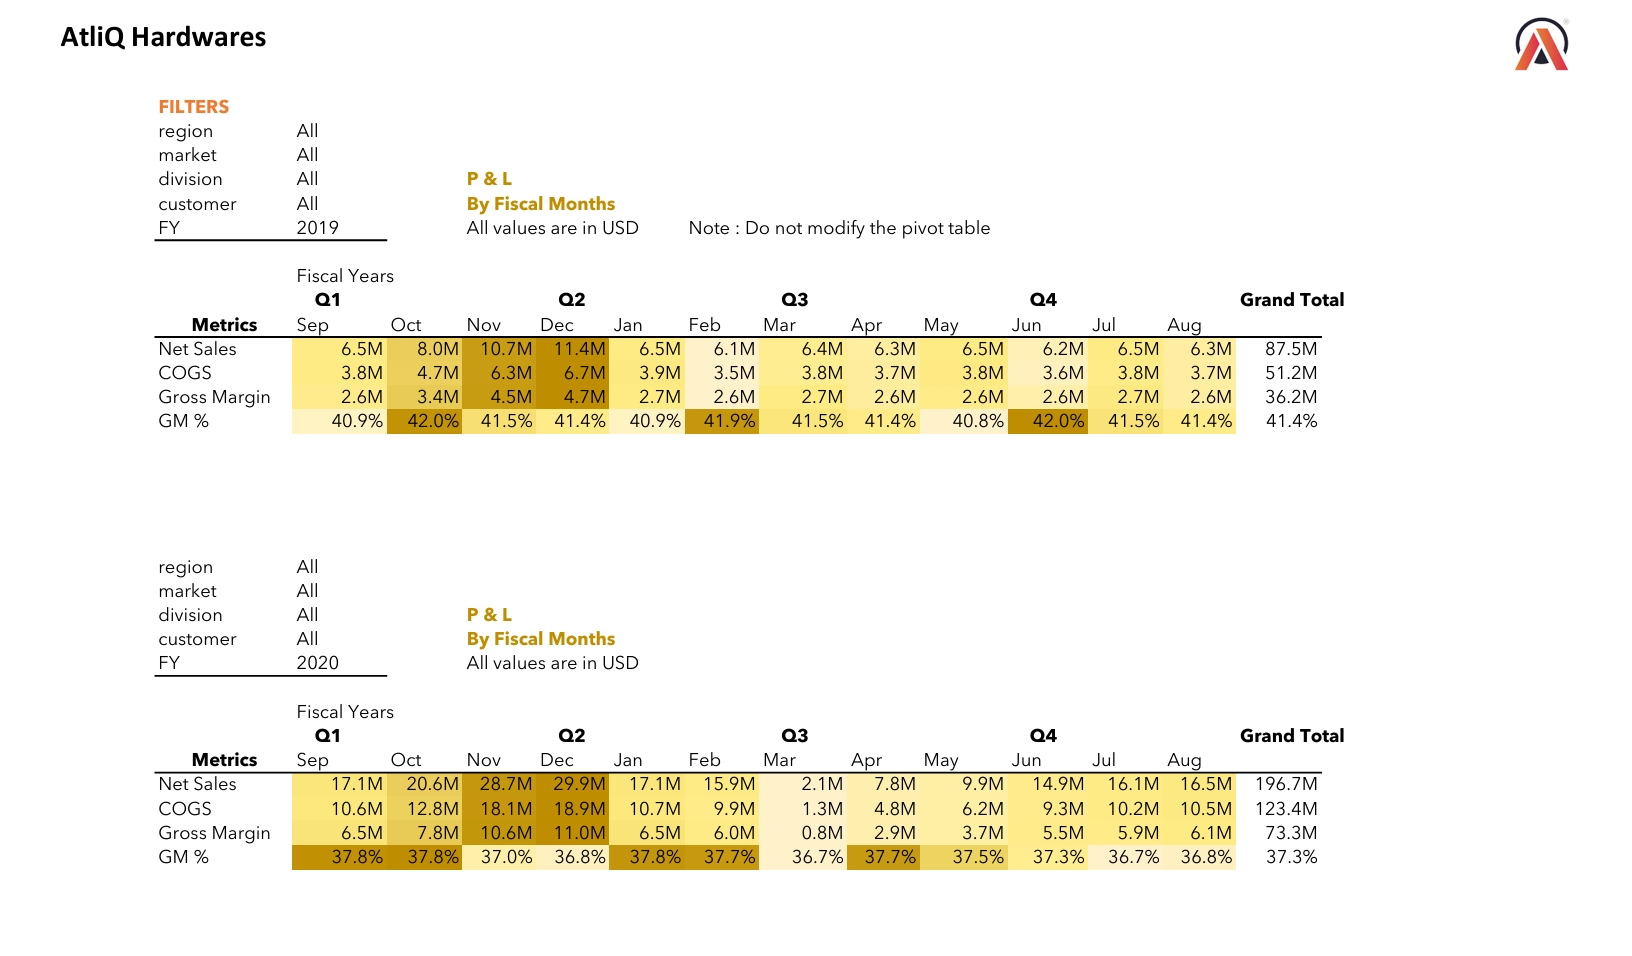 AtliQ Hardwares
FILTERS
region All
market All
division All P & L
customer All By Fiscal Months
FY 2019 All values are in USD Note : Do not modify the pivot table
Fiscal Years
Q1 Q2 Q3 Q4 Grand Total
Metrics Sep Oct Nov Dec Jan Feb Mar Apr May Jun Jul Aug
Net Sales 6.5M 8.0M 10.7M 11.4M 6.5M 6.1M 6.4M 6.3M 6.5M 6.2M 6.5M 6.3M 87.5M
COGS 3.8M 4.7M 6.3M 6.7M 3.9M 3.5M 3.8M 3.7M 3.8M 3.6M 3.8M 3.7M 51.2M
Gross Margin 2.6M 3.4M 4.5M 4.7M 2.7M 2.6M 2.7M 2.6M 2.6M 2.6M 2.7M 2.6M 36.2M
GM % 40.9% 42.0% 41.5% 41.4% 40.9% 41.9% 41.5% 41.4% 40.8% 42.0% 41.5% 41.4% 41.4%
region All
market All
division All P & L
customer All By Fiscal Months
FY 2020 All values are in USD
Fiscal Years
Q1 Q2 Q3 Q4 Grand Total
Metrics Sep Oct Nov Dec Jan Feb Mar Apr May Jun Jul Aug
Net Sales 17.1M 20.6M 28.7M 29.9M 17.1M 15.9M 2.1M 7.8M 9.9M 14.9M 16.1M 16.5M 196.7M
COGS 10.6M 12.8M 18.1M 18.9M 10.7M 9.9M 1.3M 4.8M 6.2M 9.3M 10.2M 10.5M 123.4M
Gross Margin 6.5M 7.8M 10.6M 11.0M 6.5M 6.0M 0.8M 2.9M 3.7M 5.5M 5.9M 6.1M 73.3M
GM % 37.8% 37.8% 37.0% 36.8% 37.8% 37.7% 36.7% 37.7% 37.5% 37.3% 36.7% 36.8% 37.3%